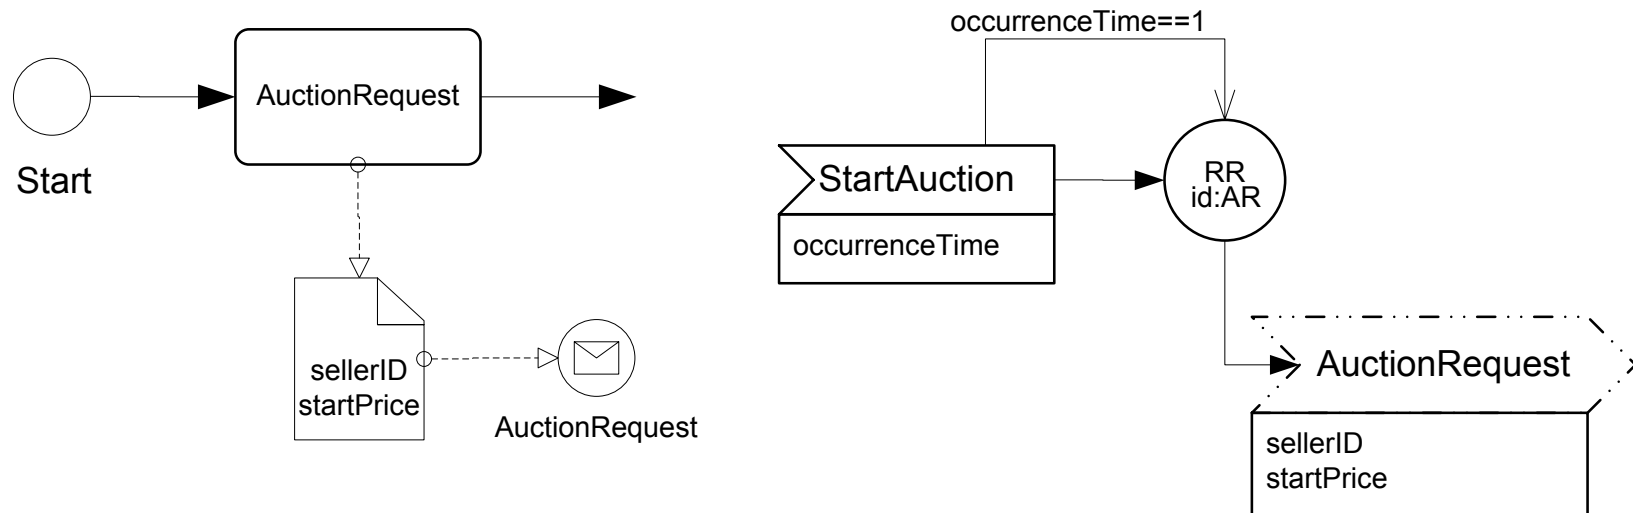 AuctionRequest
Start
sellerID
startPrice
AuctionRequest
occurrenceTime==1
StartAuction
occurrenceTime
RR
id:AR
AuctionRequest
sellerID
startPrice